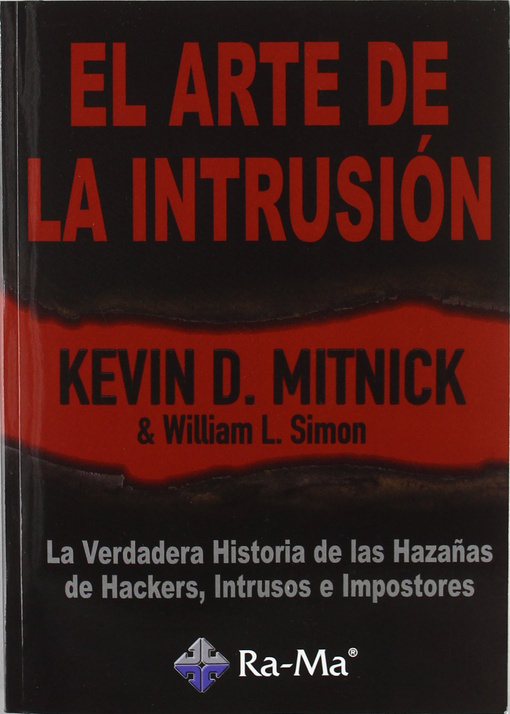 EL ARTE DE
LA INTRUSIÓN
KEVIN D. MITNICK
& William L. Simon
La Verdadera Historia de las Hazañas
de Hackers, Intrusos e Impostores
Ra-Ma®